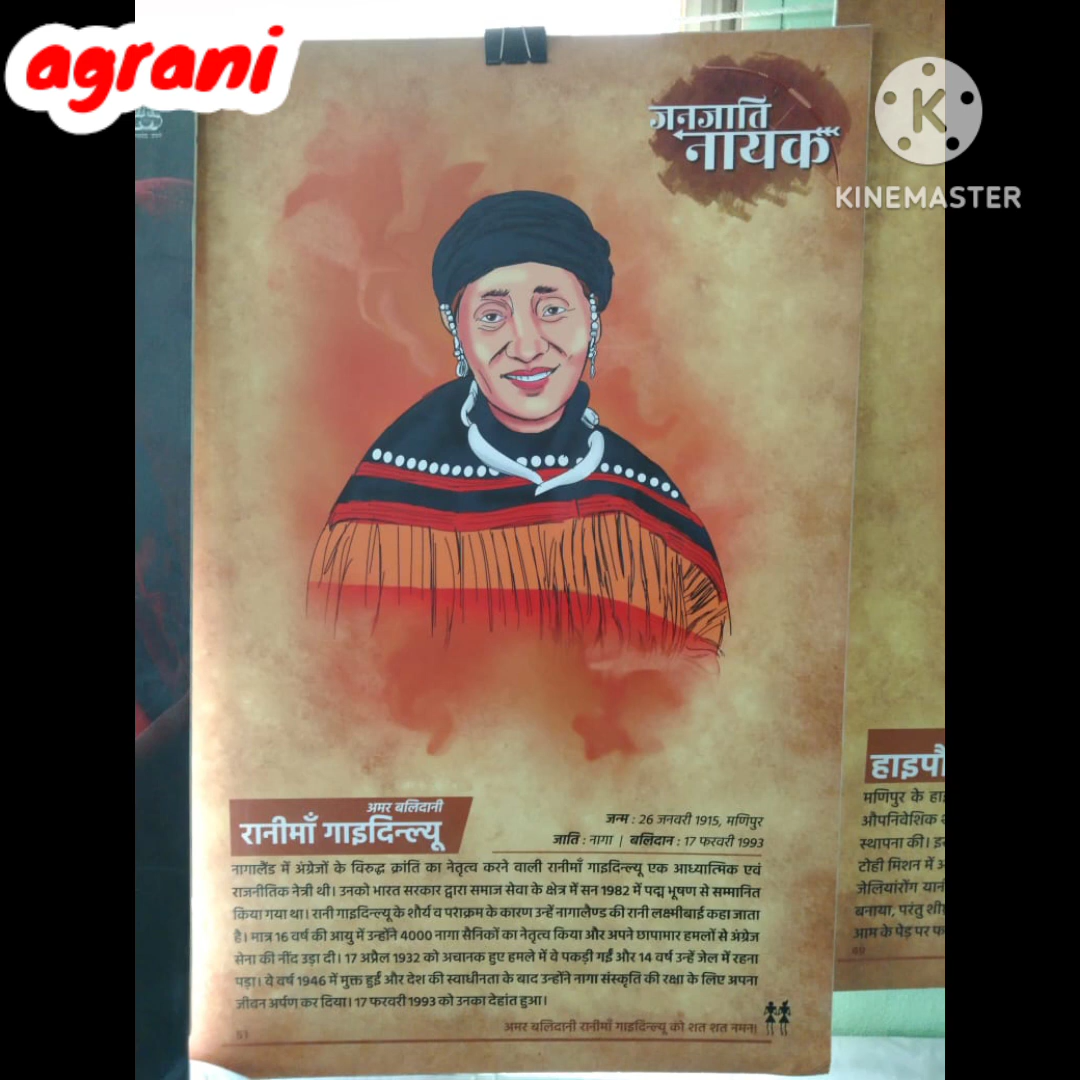 agrani
जनजाति
नायक
K
KINEMASTER
अमर बलिदानी
रानीमाँ गाइदिन्ल्यू
जन्म : 26 जनवरी 1915, मणिपुर
जाति : नागा | बलिदान : 17 फरवरी 1993
नागालैंड में अंग्रेजों के विरुद्ध क्रांति का नेतृत्व करने वाली रानीमाँ गाइदिन्ल्यू एक आध्यात्मिक एवं
राजनीतिक नेत्री थी। उनको भारत सरकार द्वारा समाज सेवा के क्षेत्र में सन 1982 में पद्म भूषण से सम्मानित
किया गया था। रानी गाइदिन्ल्यू के शौर्य व पराक्रम के कारण उन्हें नागालैण्ड की रानी लक्ष्मीबाई कहा जाता
है। मात्र 16 वर्ष की आयु में उन्होंने 4000 नागा सैनिकों का नेतृत्व किया और अपने छापामार हमलों से अंग्रेज
सेना की नींद उड़ा दी। 17 अप्रैल 1932 को अचानक हुए हमले में वे पकड़ी गईं और 14 वर्ष उन्हें जेल में रहना
पड़ा। वे वर्ष 1946 में मुक्त हुईं और देश की स्वाधीनता के बाद उन्होंने नागा संस्कृति की रक्षा के लिए अपना
जीवन अर्पण कर दिया। 17 फरवरी 1993 को उनका देहांत हुआ।
51
अमर बलिदानी रानीमाँ गाइदिन्ल्यू को शत शत नमन!
मणिपुर के
औपनिवेशिक
स्थापना की।
टोही मिशन में
जेलियांरोंग
बनाया, परंतु
आम के पेड़ पर
49